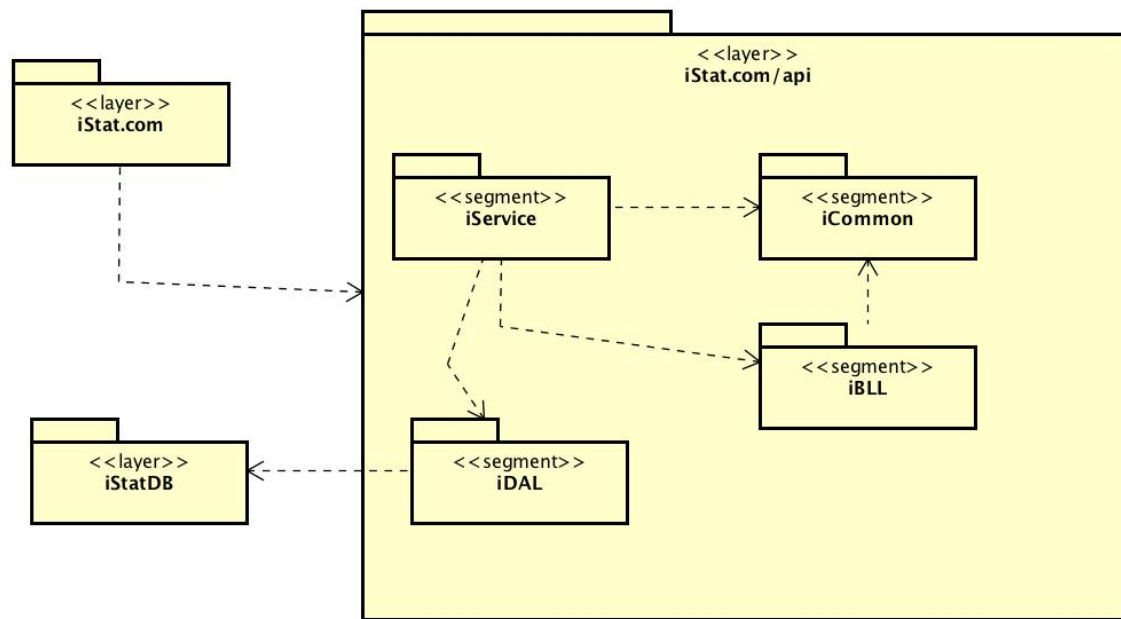 <<layer>>
iStat.com/api
<<layer>>
iStat.com
<<segment>>
iService
<<segment>>
iCommon
<<segment>>
iBLL
<<layer>>
iStatDB
<<segment>>
iDAL